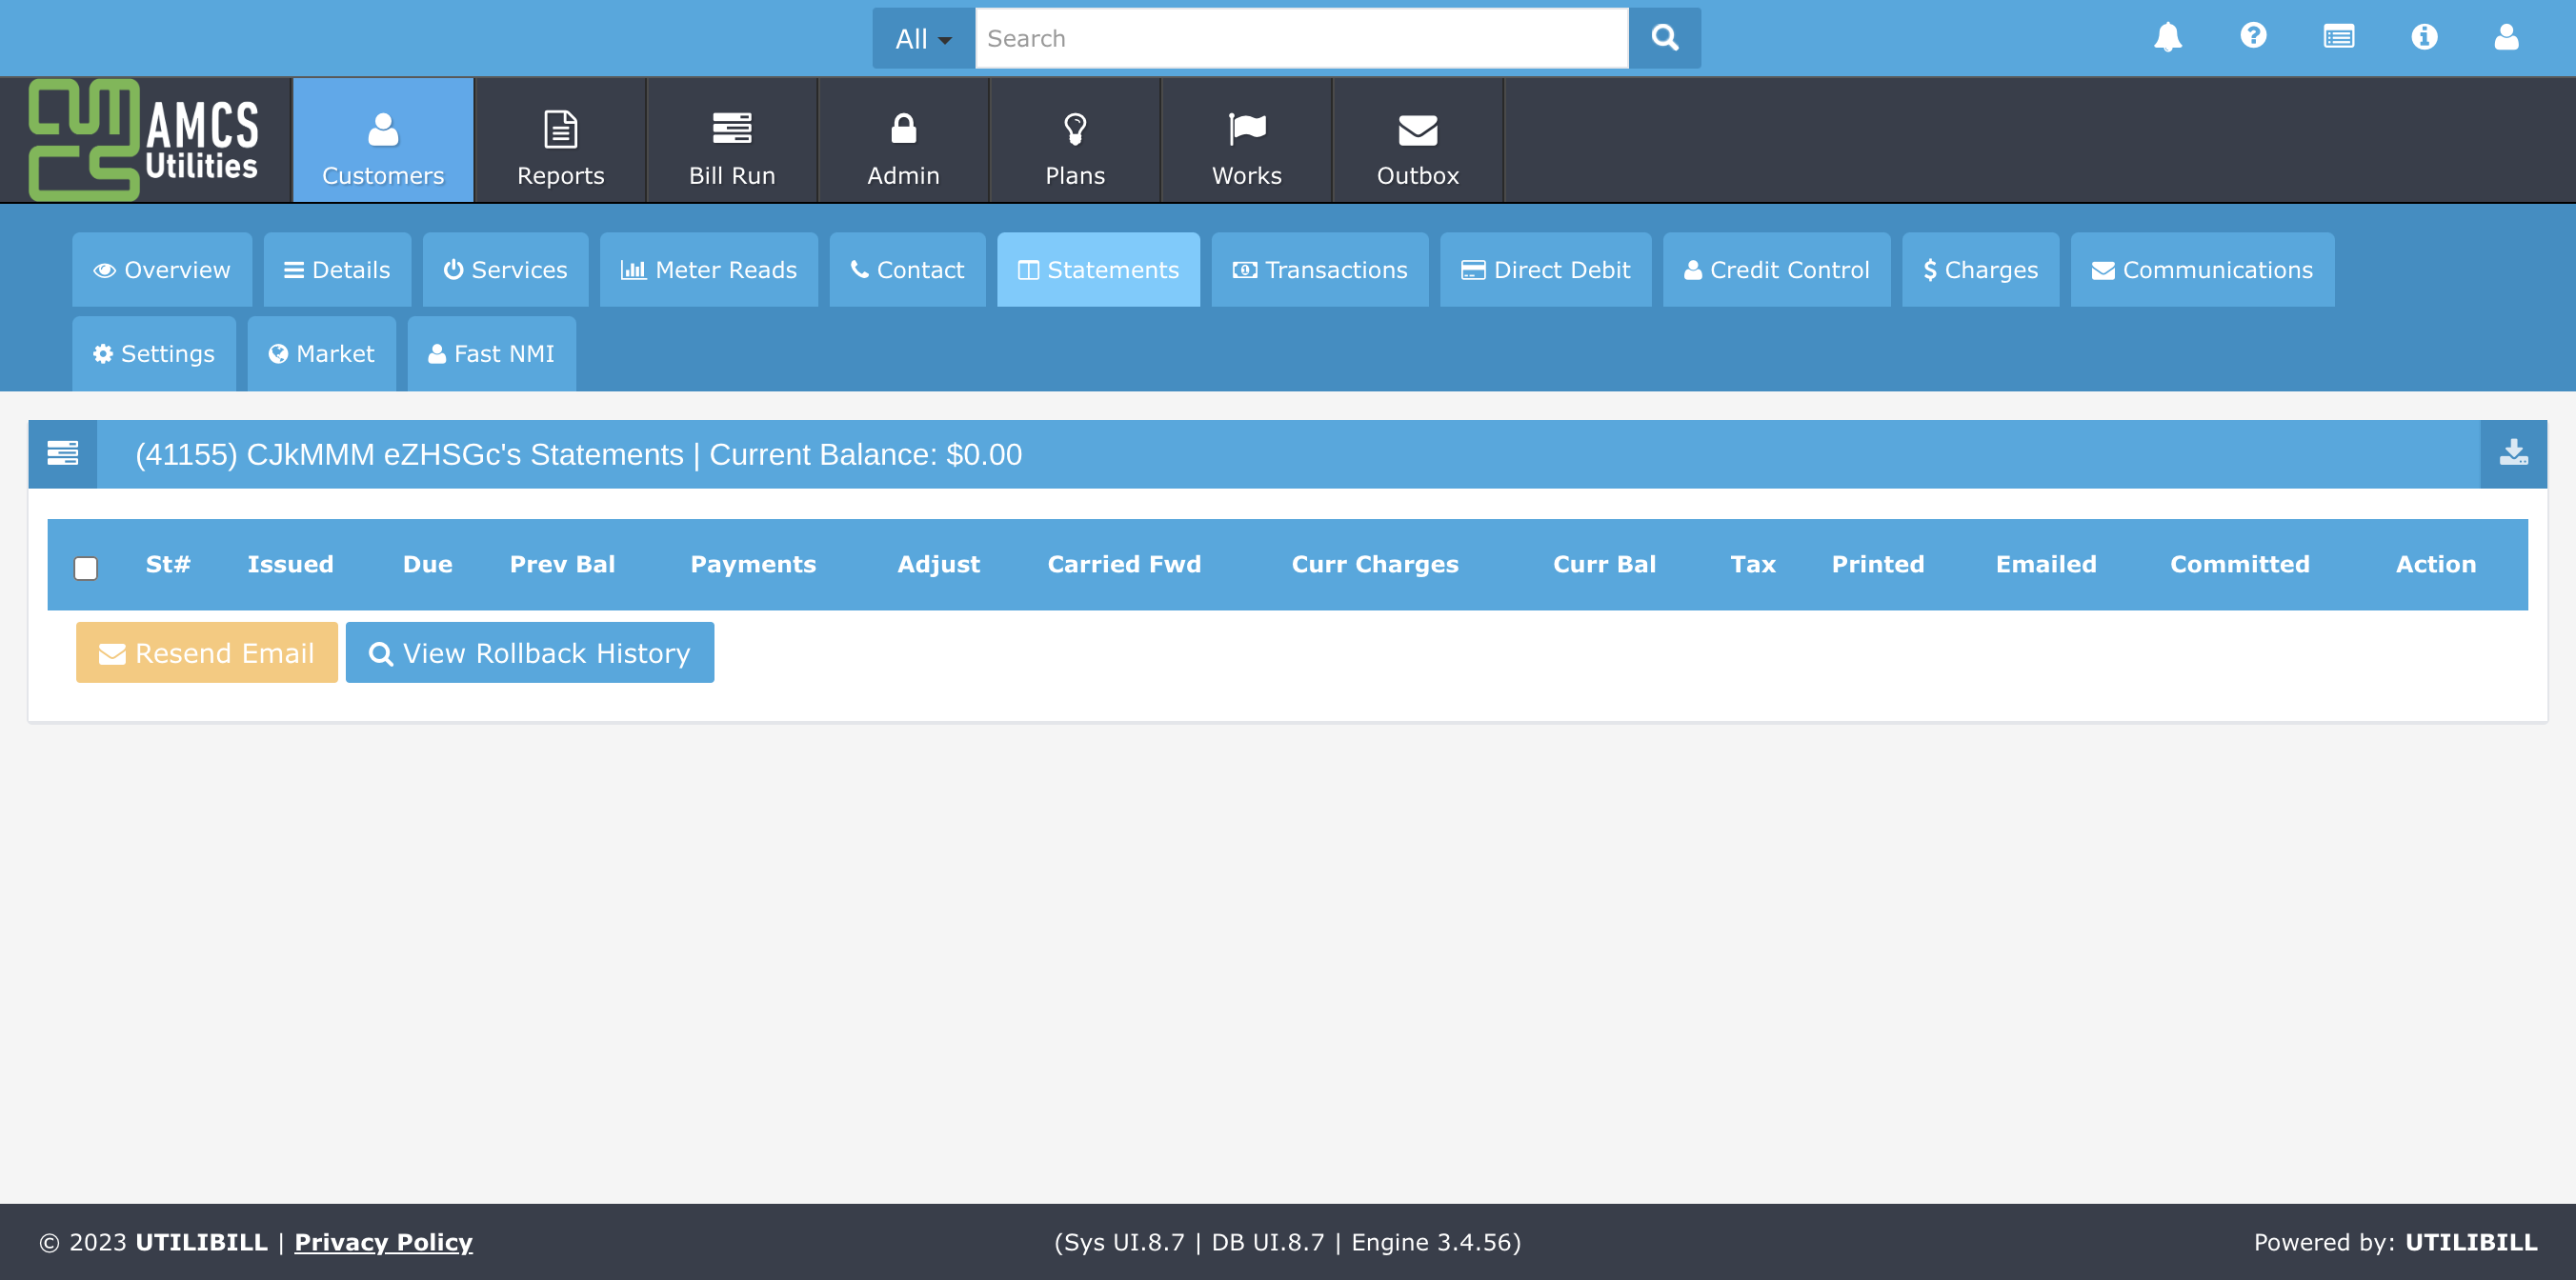 All Search
AMCS
Utilities
Customers Reports Bill Run Admin Plans Works Outbox
Overview Details Services Meter Reads Contact Statements Transactions Direct Debit Credit Control Charges Communications
Settings Market Fast NMI
(41155) CJkMMM eZHSGc's Statements | Current Balance: $0.00
St# Issued Due Prev Bal Payments Adjust Carried Fwd Curr Charges Curr Bal Tax Printed Emailed Committed Action
Resend Email View Rollback History
© 2023 UTILIBILL | Privacy Policy (Sys UI.8.7 | DB UI.8.7 | Engine 3.4.56) Powered by: UTILIBILL